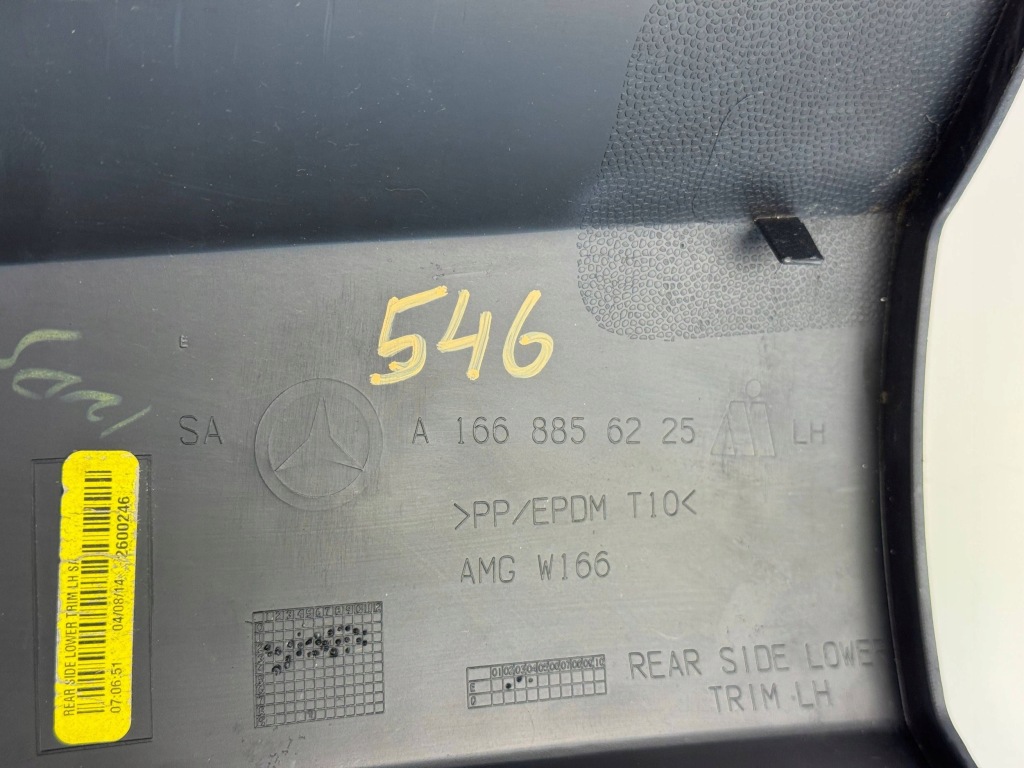 546
E
SA A 166 885 62 25 LH
>PP/EPDM T10<
AMG W166
REAR SIDE LOWER
TRIM LH
REAR SIDE LOWER TRIM LH SA
07:06:51 04/08/14 2600246